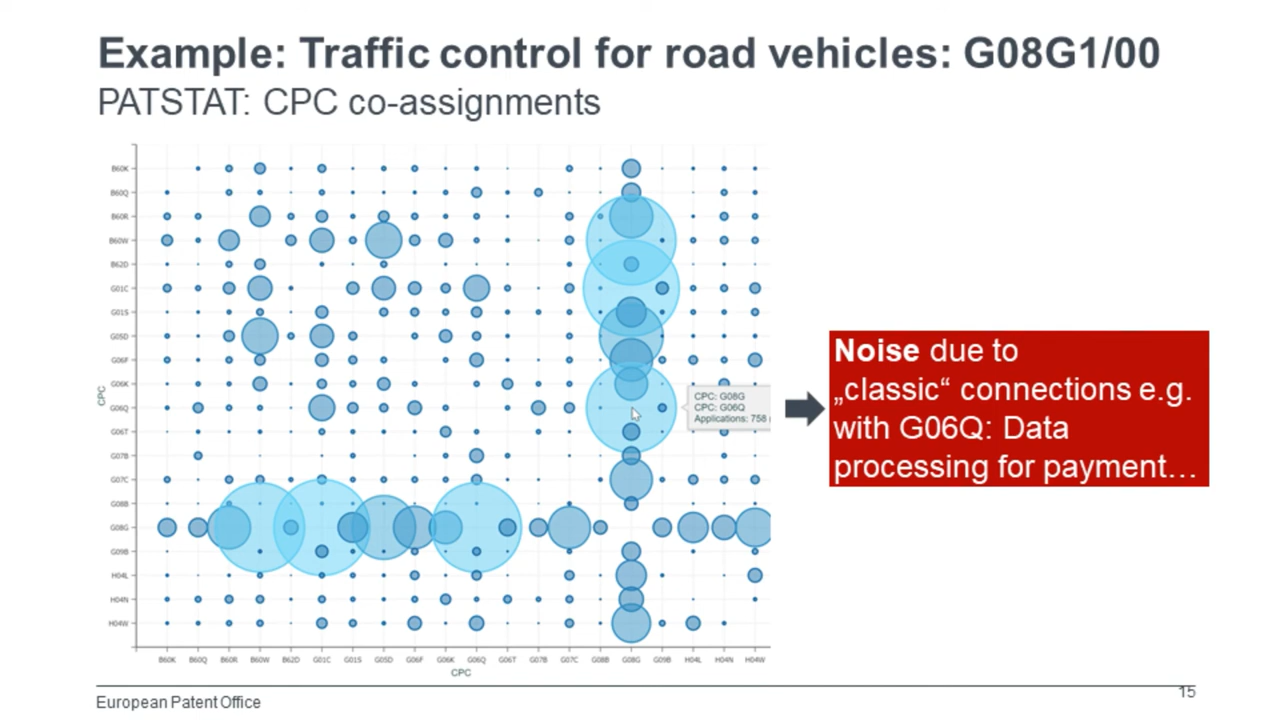 Example: Traffic control for road vehicles: G08G1/00
PATSTAT: CPC co-assignments
B60K
B60Q
B60R
B60W
B62D
G01C
G01S
G05D
G06F
G06K
G06Q
G06T
G07B
G07C
G08B
G08G
G09B
H04L
H04N
H04W
CPC
CPC: G08G
CPC: G06Q
Applications: 758
B60K B60Q B60R B60W B62D G01C G01S G05D G06F G06K G06Q G06T G07B G07C G08B G08G G09B H04L H04N H04W
CPC
Noise due to
„classic“ connections e.g.
with G06Q: Data
processing for payment…
European Patent Office
15